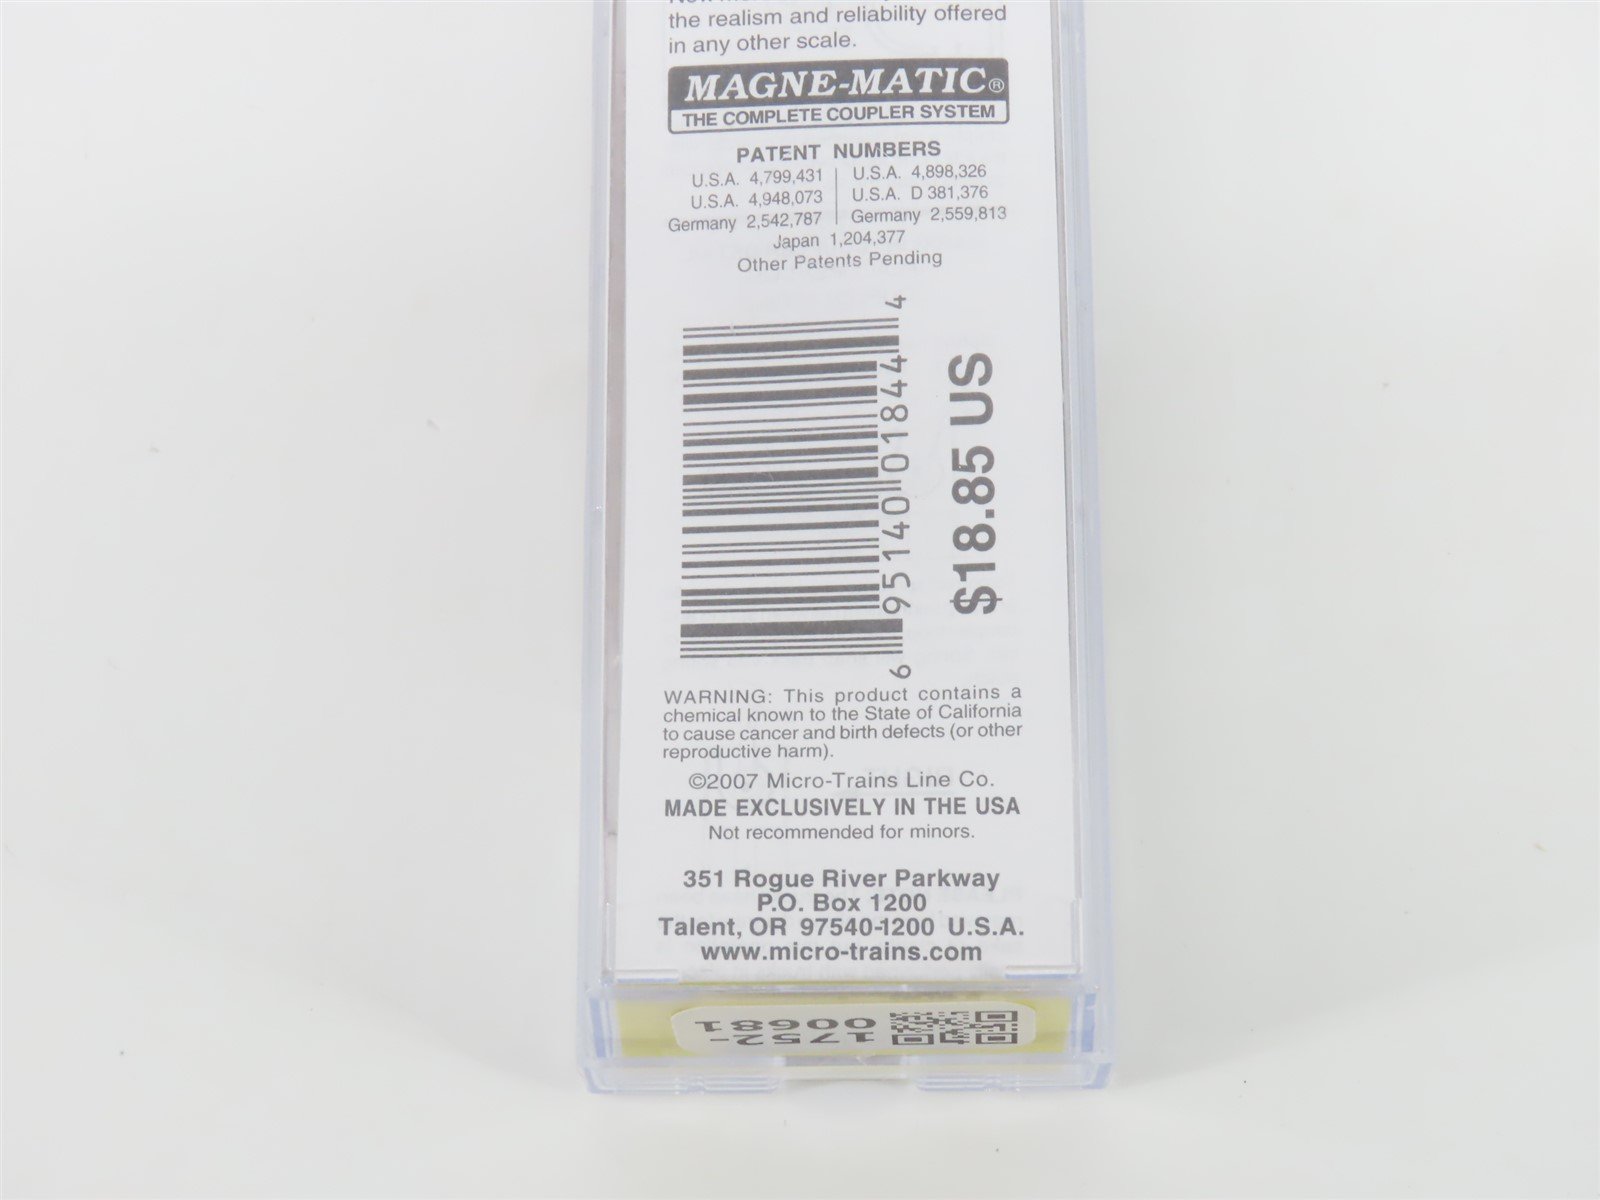 the realism and reliability offered
in any other scale.
MAGNE-MATIC®
THE COMPLETE COUPLER SYSTEM
PATENT NUMBERS
U.S.A. 4,799,431 U.S.A. 4,898,326
U.S.A. 4,948,073 U.S.A. D 381,376
Germany 2,542,787 Germany 2,559,813
Japan 1,204,377
Other Patents Pending
6 95140 01844 4
$18.85 US
WARNING: This product contains a
chemical known to the State of California
to cause cancer and birth defects (or other
reproductive harm).
©2007 Micro-Trains Line Co.
MADE EXCLUSIVELY IN THE USA
Not recommended for minors.
351 Rogue River Parkway
P.O. Box 1200
Talent, OR 97540-1200 U.S.A.
www.micro-trains.com
1752-
00681